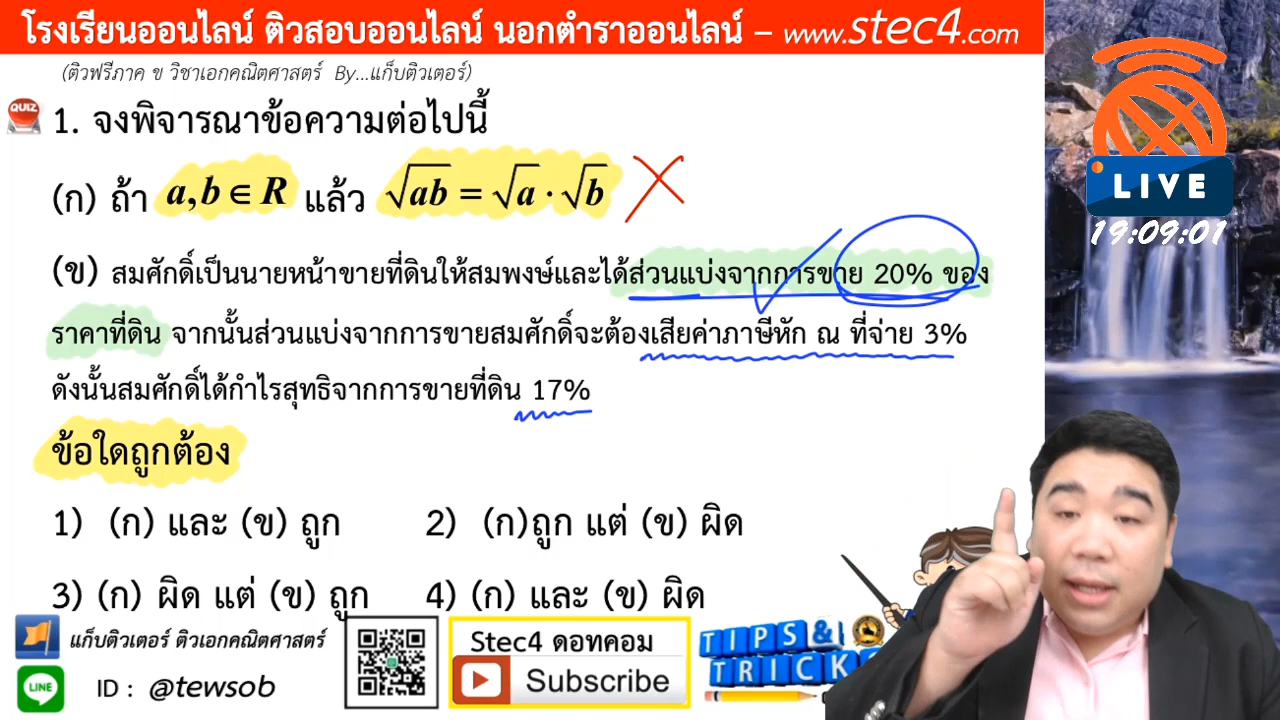 โรงเรียนออนไลน์ ติวสอบออนไลน์ นอกตำราออนไลน์ – www.stec4.com
(ติวฟรีภาค ข วิชาเอกคณิตศาสตร์ By...แก็บติวเตอร์)
QUIZ
1. จงพิจารณาข้อความต่อไปนี้
(ก) ถ้า a,b ∈ R แล้ว √ab = √a · √b
LIVE
19:09:01
(ข) สมศักดิ์เป็นนายหน้าขายที่ดินให้สมพงษ์และได้ส่วนแบ่งจากการขาย 20% ของ
ราคาที่ดิน จากนั้นส่วนแบ่งจากการขายสมศักดิ์จะต้องเสียค่าภาษีหัก ณ ที่จ่าย 3%
ดังนั้นสมศักดิ์ได้กำไรสุทธิจากการขายที่ดิน 17%
ข้อใดถูกต้อง
1) (ก) และ (ข) ถูก 2) (ก)ถูก แต่ (ข) ผิด
3) (ก) ผิด แต่ (ข) ถูก 4) (ก) และ (ข) ผิด
แก็บติวเตอร์ ติวเอกคณิตศาสตร์
LINE
ID : @tewsob
Stec4 ดอทคอม
Subscribe
TIPS &
TRICK